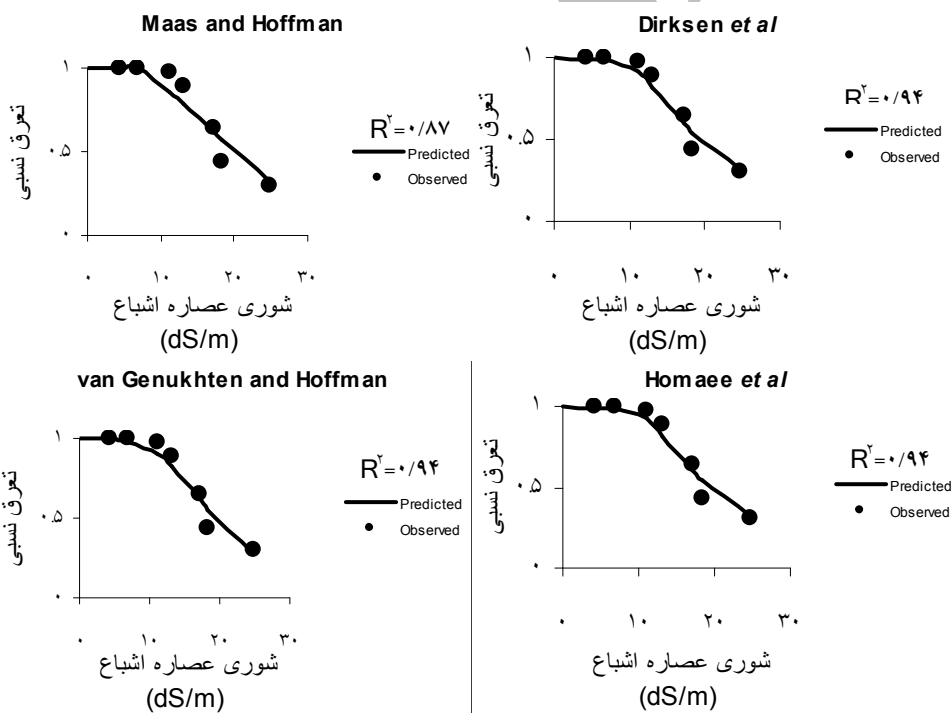 Maas and Hoffman
۱
۰.۵
۰
تعرق نسبی
R۲=۰/۸۷
Predicted
Observed
۰ ۱۰ ۲۰ ۳۰
شوری عصاره اشباع
(dS/m)
Dirksen et al
۱
۰.۵
۰
تعرق نسبی
R۲=۰/۹۴
Predicted
Observed
۰ ۱۰ ۲۰ ۳۰
شوری عصاره اشباع
(dS/m)
van Genukhten and Hoffman
۱
۰.۵
۰
تعرق نسبی
R۲=۰/۹۴
Predicted
Observed
۰ ۱۰ ۲۰ ۳۰
شوری عصاره اشباع
(dS/m)
Homaee et al
۱
۰.۵
۰
تعرق نسبی
R۲=۰/۹۴
Predicted
Observed
۰ ۱۰ ۲۰ ۳۰
شوری عصاره اشباع
(dS/m)